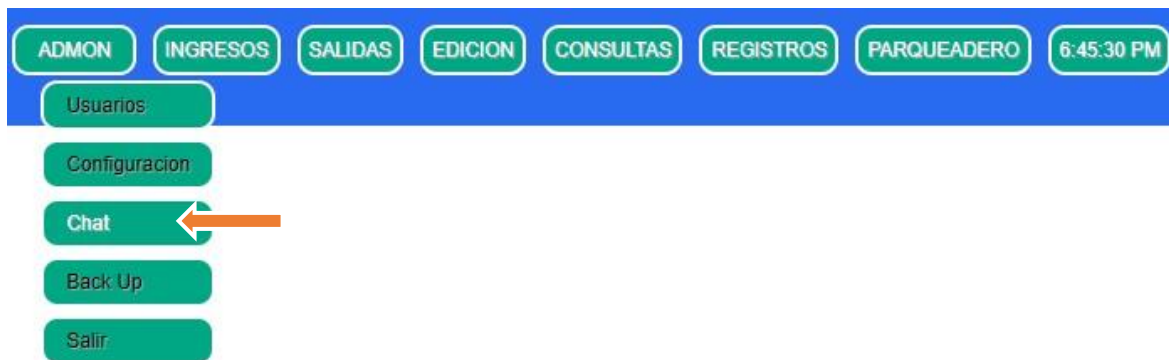 ADMON INGRESOS SALIDAS EDICION CONSULTAS REGISTROS PARQUEADERO 6:45:30 PM
Usuarios
Configuracion
Chat
Back Up
Salir